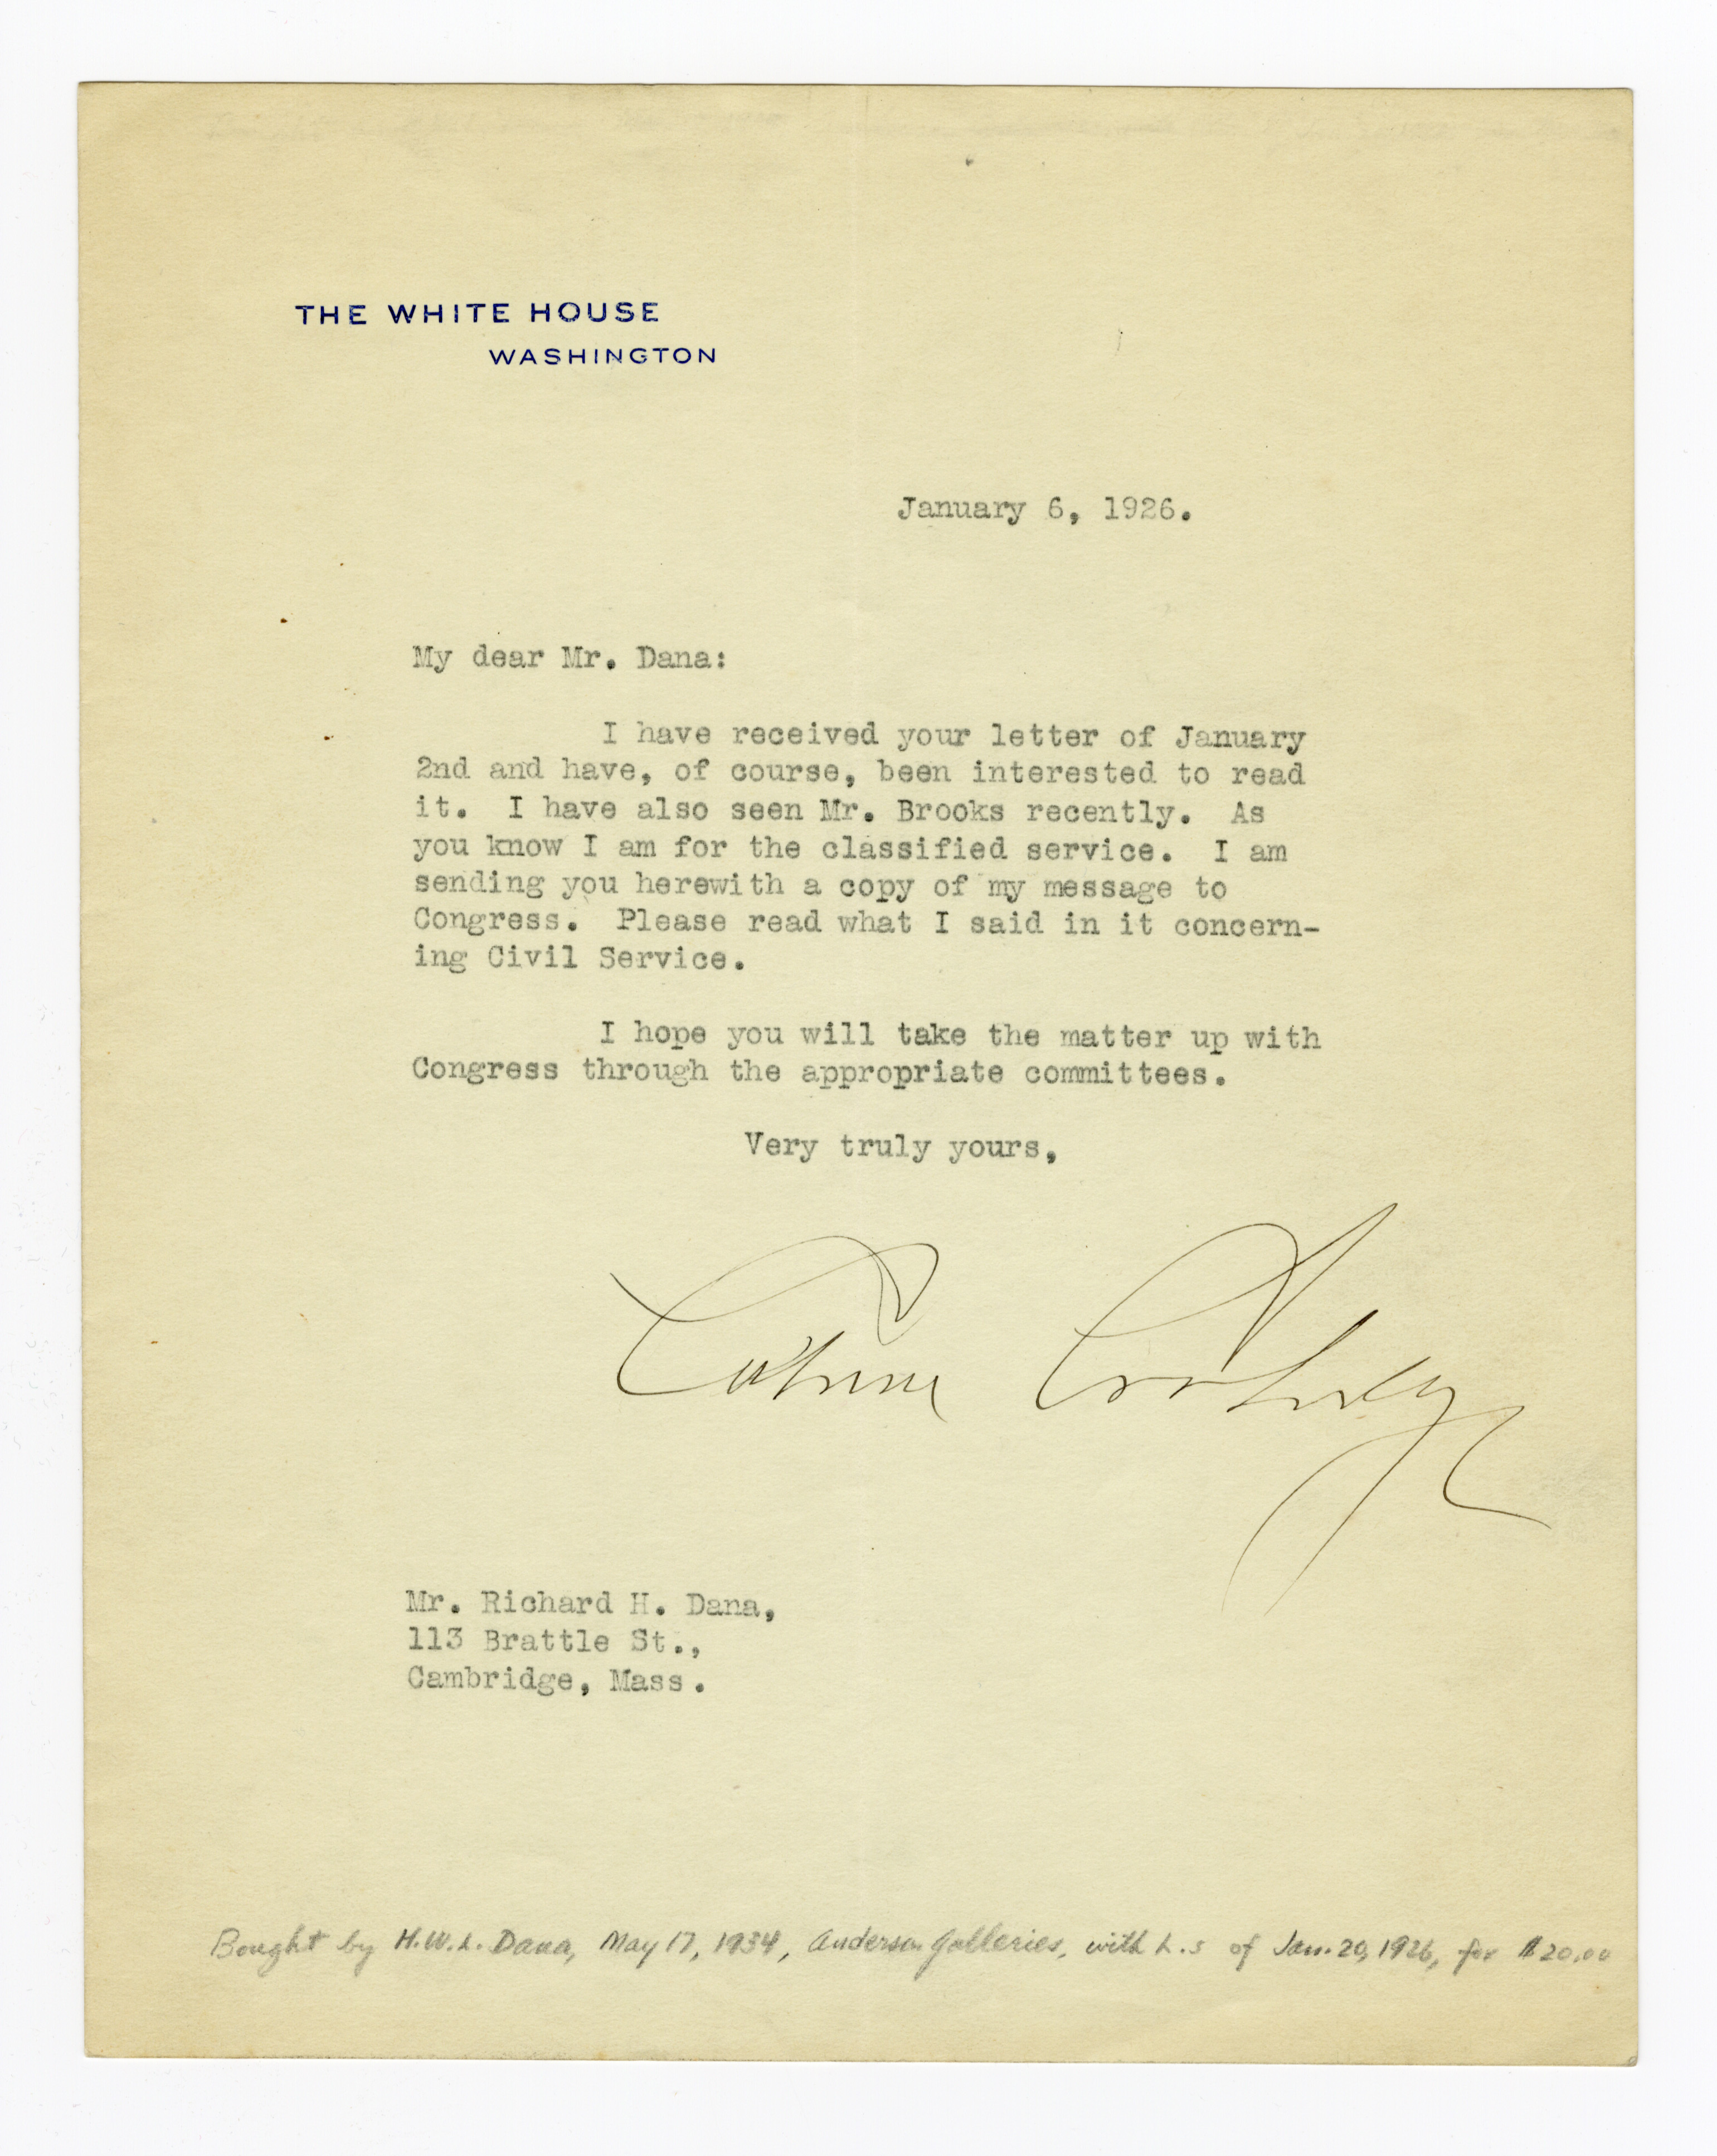 THE WHITE HOUSE
WASHINGTON
January 6, 1926.
My dear Mr. Dana:
I have received your letter of January
2nd and have, of course, been interested to read
it. I have also seen Mr. Brooks recently. As
you know I am for the classified service. I am
sending you herewith a copy of my message to
Congress. Please read what I said in it concern-
ing Civil Service.
I hope you will take the matter up with
Congress through the appropriate committees.
Very truly yours,
Calvin Coolidge
Mr. Richard H. Dana,
113 Brattle St.,
Cambridge, Mass.
Bought by H.W.L. Dana, May 17, 1934, Anderson Galleries, with L.S of Jan. 20, 1926, for $20.00